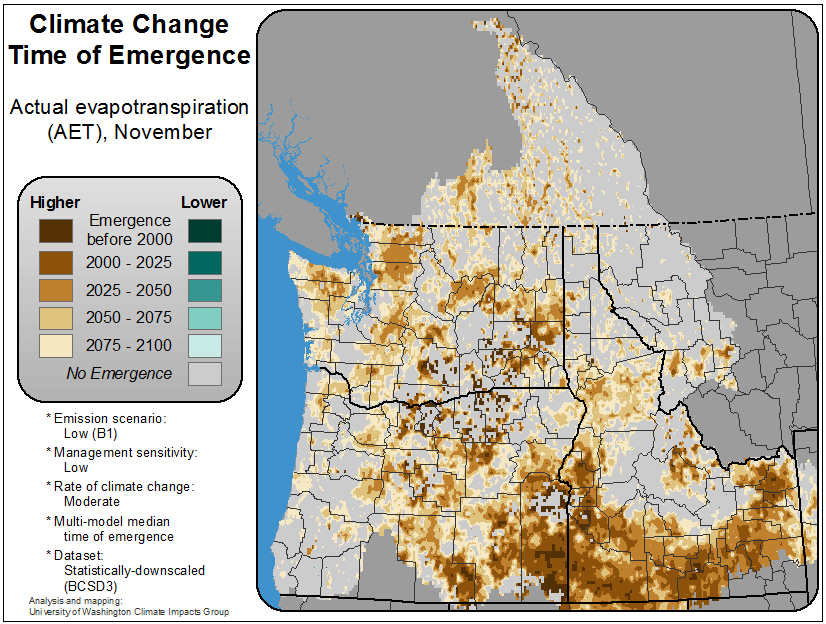 Climate Change
Time of Emergence
Actual evapotranspiration
(AET), November
Higher
Lower
Emergence
before 2000
2000 - 2025
2025 - 2050
2050 - 2075
2075 - 2100
No Emergence
* Emission scenario:
Low (B1)
* Management sensitivity:
Low
* Rate of climate change:
Moderate
* Multi-model median
time of emergence
* Dataset:
Statistically-downscaled
(BCSD3)
Analysis and mapping:
University of Washington Climate Impacts Group